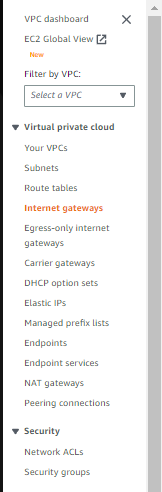 VPC dashboard
EC2 Global View
New
Filter by VPC:
Select a VPC
Virtual private cloud
Your VPCs
Subnets
Route tables
Internet gateways
Egress-only internet
gateways
Carrier gateways
DHCP option sets
Elastic IPs
Managed prefix lists
Endpoints
Endpoint services
NAT gateways
Peering connections
Security
Network ACLs
Security groups